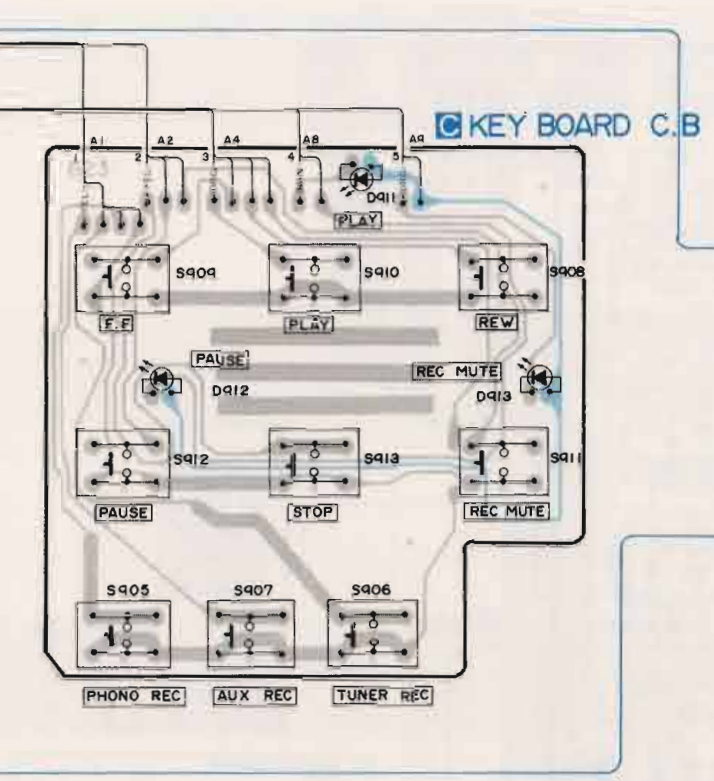 C KEY BOARD C.B
A1 A2 A4 A8 A9
1 2 3 4 5
D911
PLAY
S909 S910 S908
F.F PLAY REW
PAUSE REC MUTE
D912 D913
S912 S913 S911
PAUSE STOP REC MUTE
S905 S907 S906
PHONO REC AUX REC TUNER REC